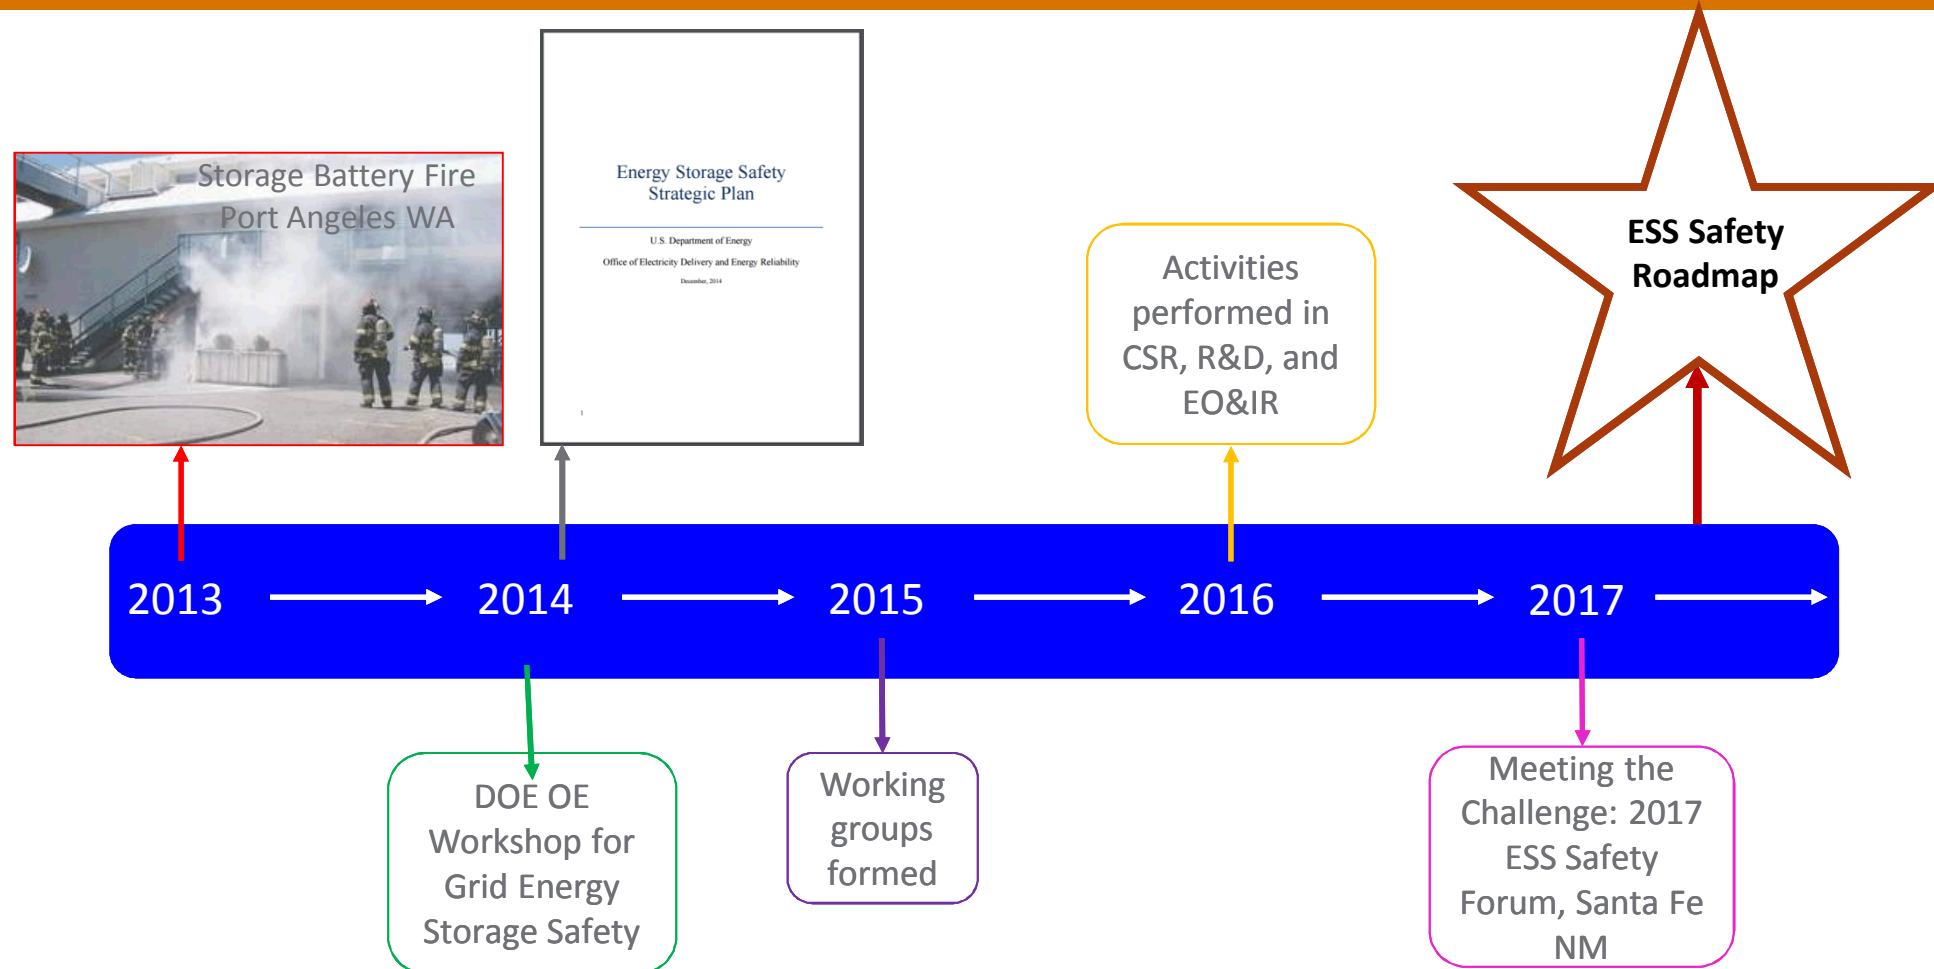 Storage Battery Fire
Port Angeles WA
Energy Storage Safety
Strategic Plan
U.S. Department of Energy
Office of Electricity Delivery and Energy Reliability
December, 2014
Activities
performed in
CSR, R&D, and
EO&IR
ESS Safety
Roadmap
2013
2014
2015
2016
2017
DOE OE
Workshop for
Grid Energy
Storage Safety
Working
groups
formed
Meeting the
Challenge: 2017
ESS Safety
Forum, Santa Fe
NM